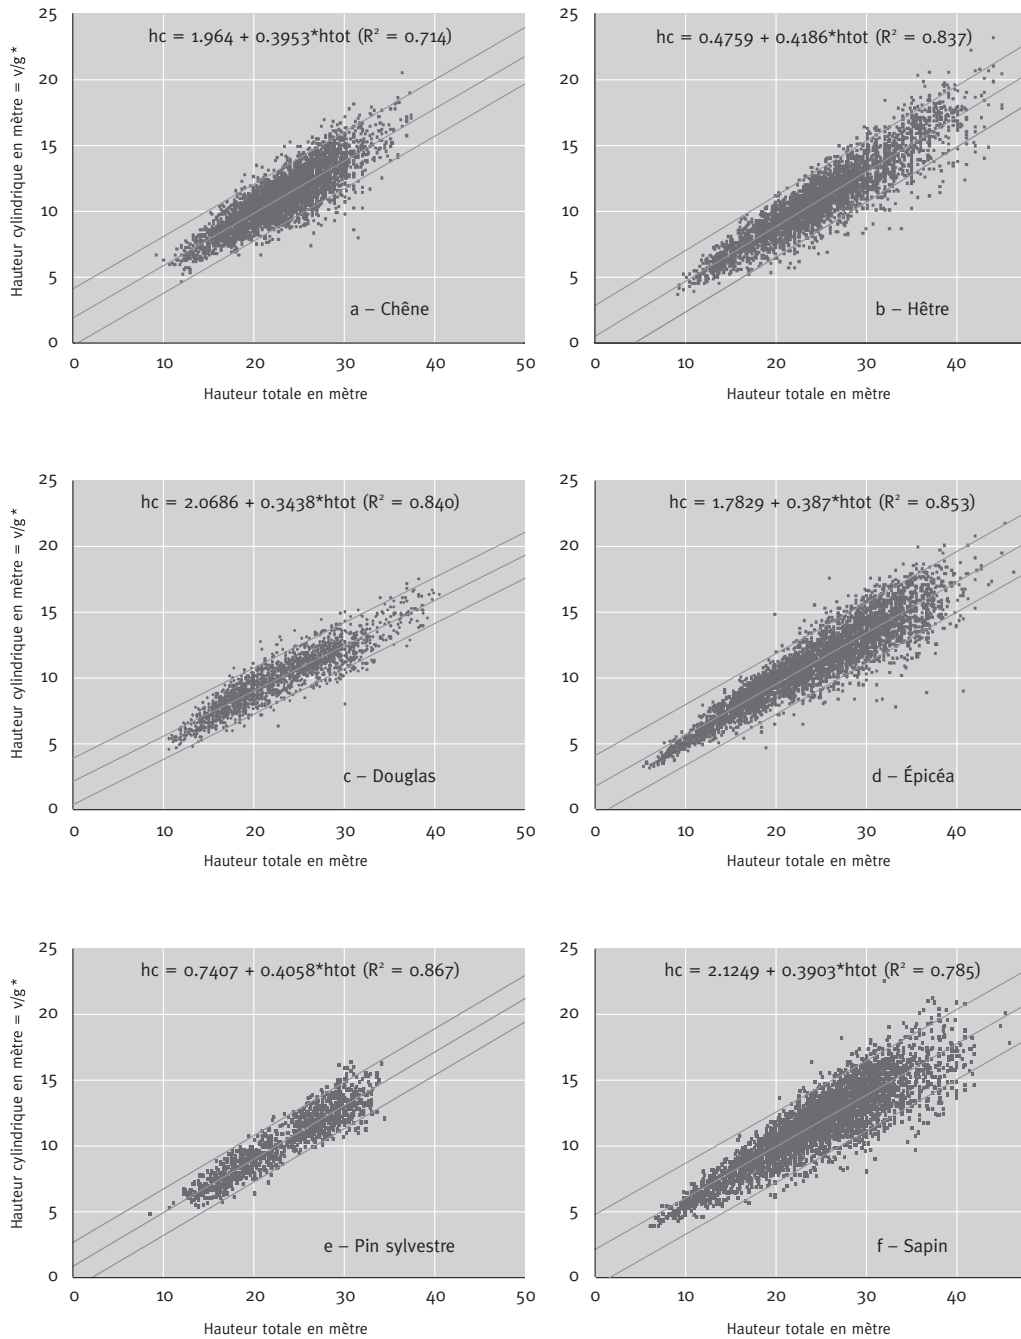 hc = 1.964 + 0.3953*htot (R² = 0.714)
Hauteur cylindrique en mètre = v/g*
25
20
15
10
5
0
a – Chêne
0 10 20 30 40 50
Hauteur totale en mètre
hc = 0.4759 + 0.4186*htot (R² = 0.837)
25
20
15
10
5
0
b – Hêtre
0 10 20 30 40
Hauteur totale en mètre
hc = 2.0686 + 0.3438*htot (R² = 0.840)
Hauteur cylindrique en mètre = v/g*
25
20
15
10
5
0
c – Douglas
0 10 20 30 40 50
Hauteur totale en mètre
hc = 1.7829 + 0.387*htot (R² = 0.853)
25
20
15
10
5
0
d – Épicéa
0 10 20 30 40
Hauteur totale en mètre
hc = 0.7407 + 0.4058*htot (R² = 0.867)
Hauteur cylindrique en mètre = v/g*
25
20
15
10
5
0
e – Pin sylvestre
0 10 20 30 40 50
Hauteur totale en mètre
hc = 2.1249 + 0.3903*htot (R² = 0.785)
25
20
15
10
5
0
f – Sapin
0 10 20 30 40
Hauteur totale en mètre